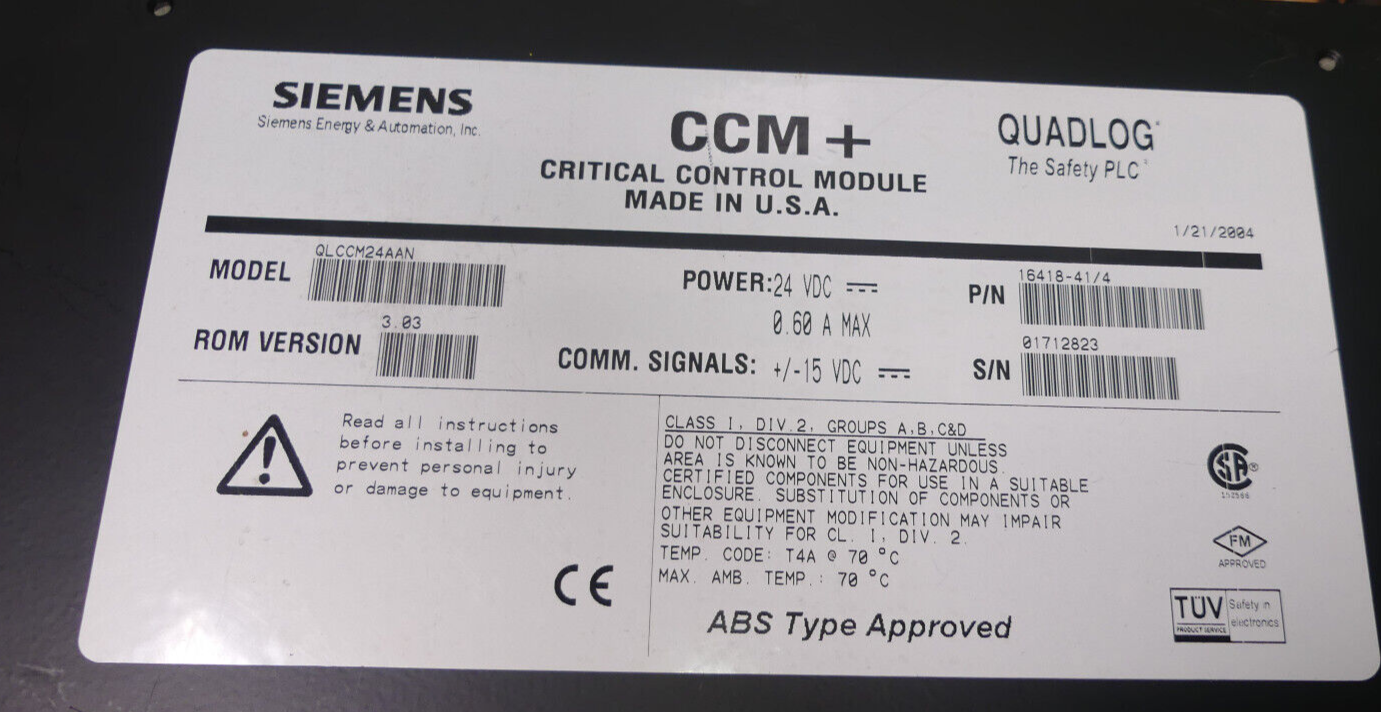 SIEMENS
Siemens Energy & Automation, Inc.
CCM +
CRITICAL CONTROL MODULE
MADE IN U.S.A.
QUADLOG
The Safety PLC
1/21/2004
MODEL
QLCCM24AAN
POWER: 24 VDC
0.60 A MAX
P/N
16418-41/4
ROM VERSION
3.03
COMM. SIGNALS: +/-15 VDC
S/N
01712823
Read all instructions
before installing to
prevent personal injury
or damage to equipment.
CE
CLASS I, DIV.2, GROUPS A,B,C&D
DO NOT DISCONNECT EQUIPMENT UNLESS
AREA IS KNOWN TO BE NON-HAZARDOUS.
CERTIFIED COMPONENTS FOR USE IN A SUITABLE
ENCLOSURE. SUBSTITUTION OF COMPONENTS OR
OTHER EQUIPMENT MODIFICATION MAY IMPAIR
SUITABILITY FOR CL. I, DIV. 2.
TEMP. CODE: T4A @ 70 °C
MAX. AMB. TEMP.: 70 °C
ABS Type Approved
SA®
FM
APPROVED
TÜV
PRODUCT SERVICE
Safety in
electronics